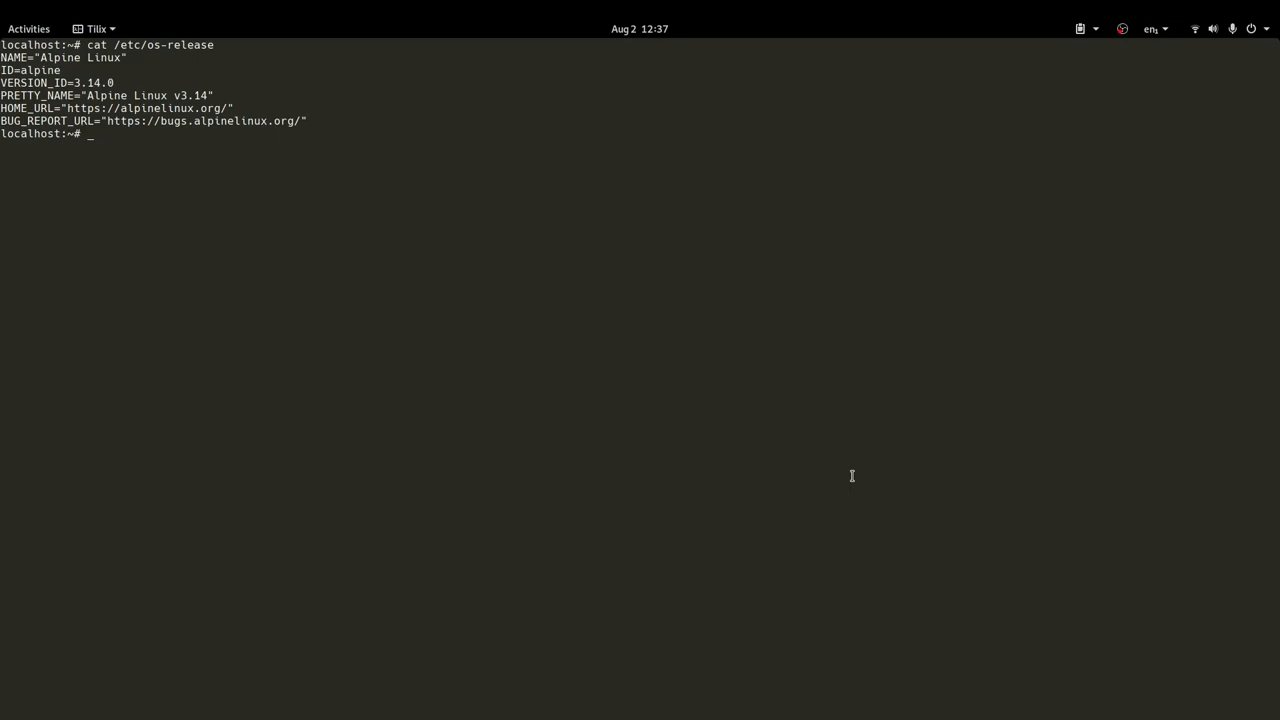 Activities Tilix Aug 2 12:37 en₁
localhost:~# cat /etc/os-release
NAME="Alpine Linux"
ID=alpine
VERSION_ID=3.14.0
PRETTY_NAME="Alpine Linux v3.14"
HOME_URL="https://alpinelinux.org/"
BUG_REPORT_URL="https://bugs.alpinelinux.org/"
localhost:~# _